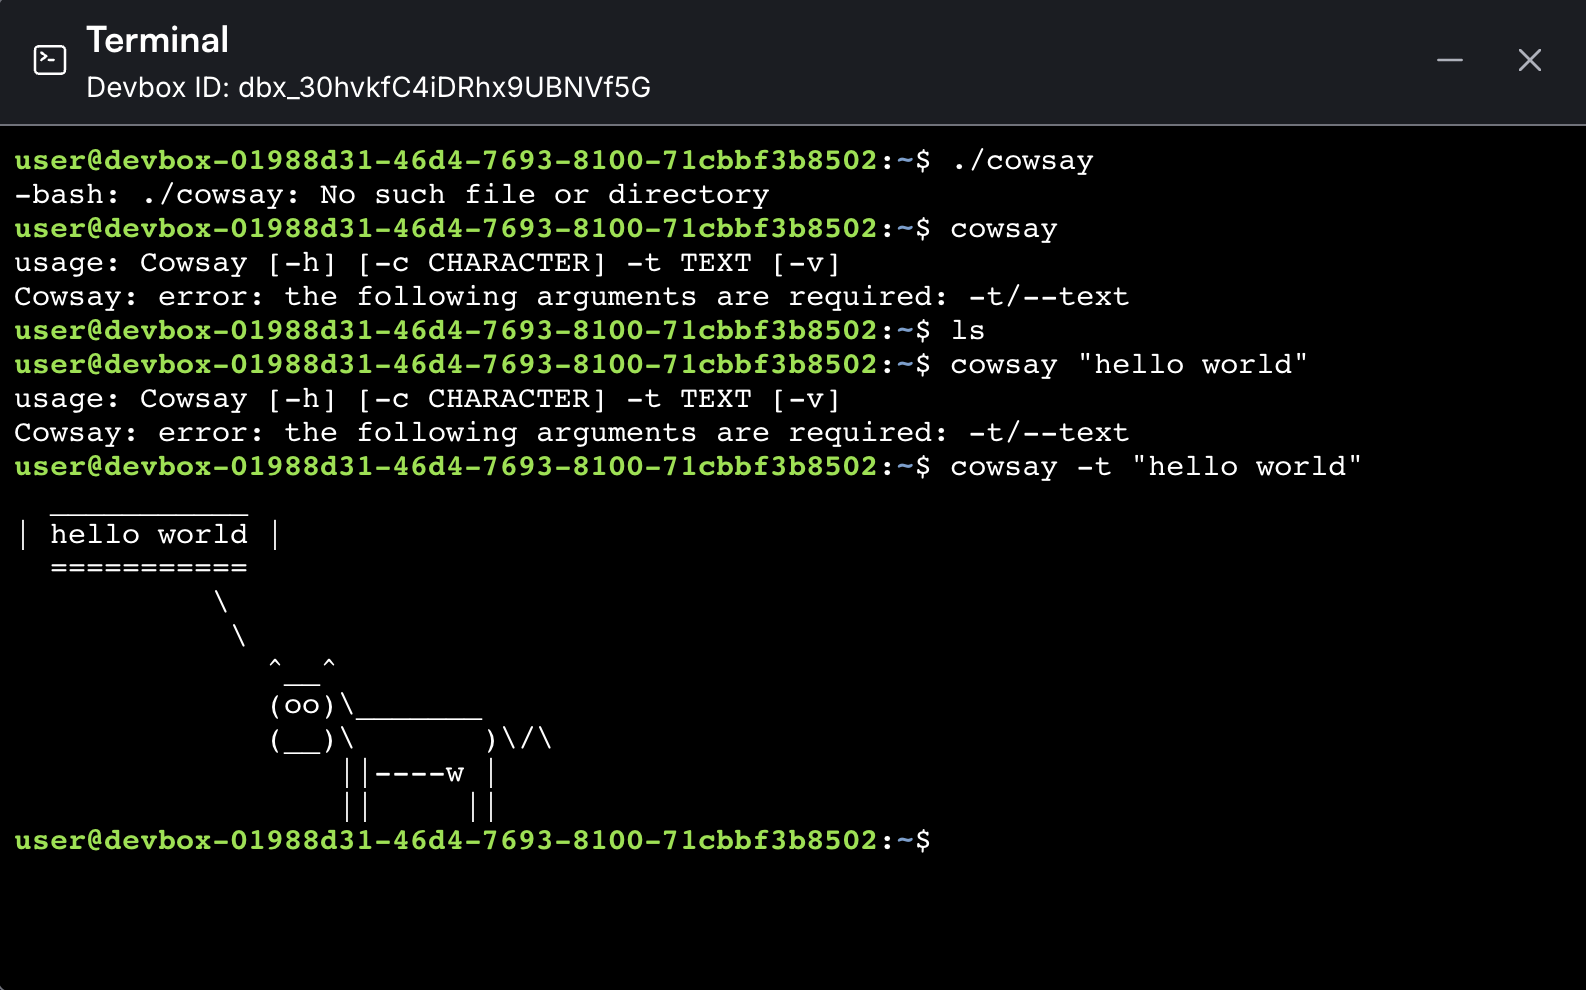 Terminal
Devbox ID: dbx_30hvkfC4iDRhx9UBNVf5G
user@devbox-01988d31-46d4-7693-8100-71cbbf3b8502:~$ ./cowsay
-bash: ./cowsay: No such file or directory
user@devbox-01988d31-46d4-7693-8100-71cbbf3b8502:~$ cowsay
usage: Cowsay [-h] [-c CHARACTER] -t TEXT [-v]
Cowsay: error: the following arguments are required: -t/--text
user@devbox-01988d31-46d4-7693-8100-71cbbf3b8502:~$ ls
user@devbox-01988d31-46d4-7693-8100-71cbbf3b8502:~$ cowsay "hello world"
usage: Cowsay [-h] [-c CHARACTER] -t TEXT [-v]
Cowsay: error: the following arguments are required: -t/--text
user@devbox-01988d31-46d4-7693-8100-71cbbf3b8502:~$ cowsay -t "hello world"
  ___________
| hello world |
  ===========
           \
            \
              ^__^
              (oo)\_______
              (__)\       )\/\
                  ||----w |
                  ||     ||
user@devbox-01988d31-46d4-7693-8100-71cbbf3b8502:~$